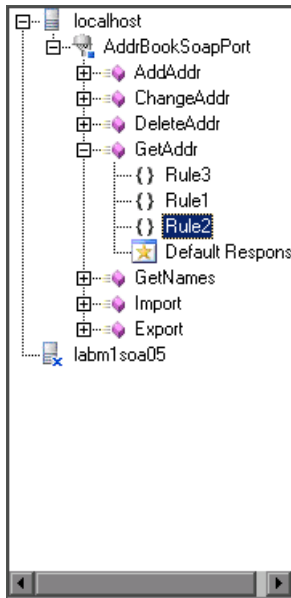 localhost
AddrBookSoapPort
AddAddr
ChangeAddr
DeleteAddr
GetAddr
{} Rule3
{} Rule1
{} Rule2
Default Respons
GetNames
Import
Export
labm1soa05